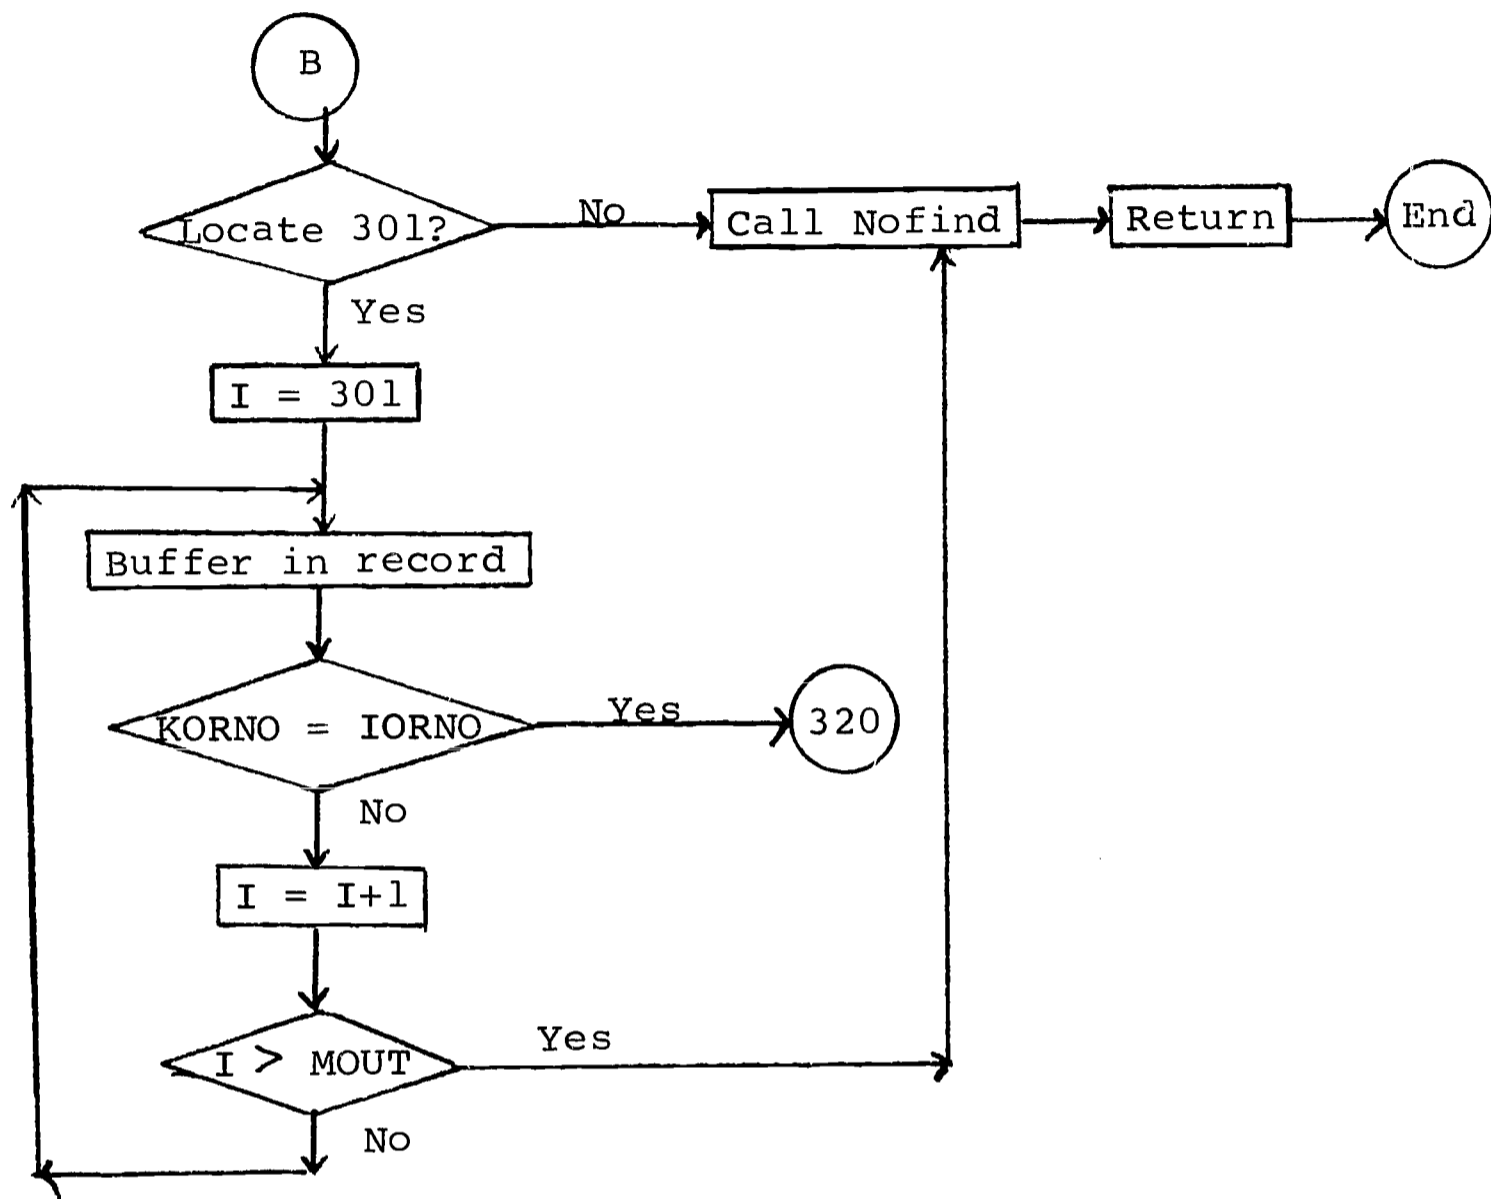 B
Locate 301?
No
Call Nofind
Return
End
Yes
I = 301
Buffer in record
KORNO = IORNO
Yes
320
No
I = I+1
I > MOUT
Yes
No